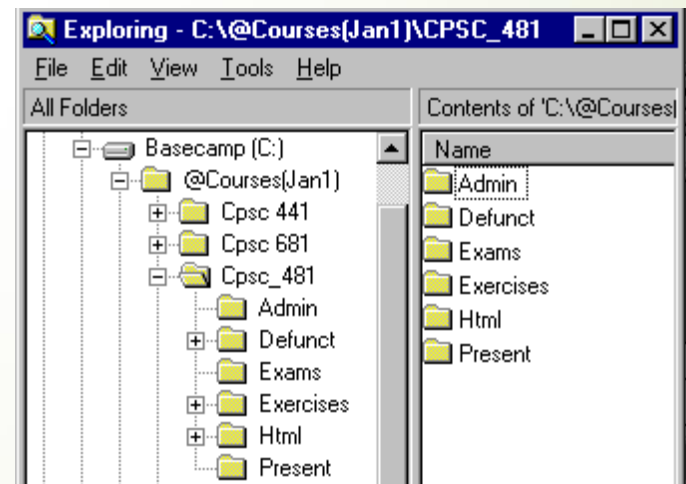 Exploring - C:\@Courses(Jan1)\CPSC_481
File Edit View Tools Help
All Folders
Contents of 'C:\@Courses(
Basecamp (C:)
@Courses(Jan1)
Cpsc 441
Cpsc 681
Cpsc_481
Admin
Defunct
Exams
Exercises
Html
Present
Name
Admin
Defunct
Exams
Exercises
Html
Present